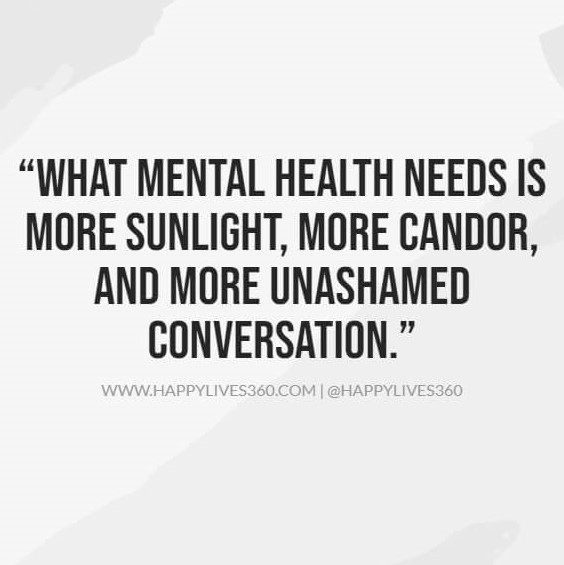 “WHAT MENTAL HEALTH NEEDS IS
MORE SUNLIGHT, MORE CANDOR,
AND MORE UNASHAMED
CONVERSATION.”
WWW.HAPPYLIVES360.COM | @HAPPYLIVES360